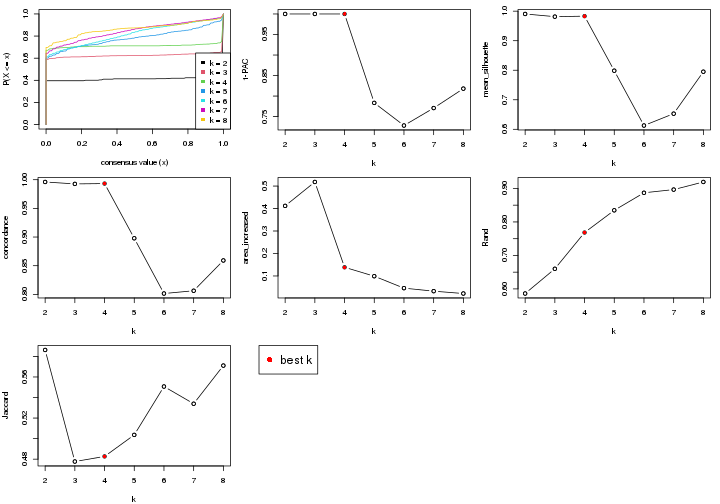 P(X <= x)
0.0 0.2 0.4 0.6 0.8 1.0
0.0 0.2 0.4 0.6 0.8 1.0
consensus value (x)
k = 2
k = 3
k = 4
k = 5
k = 6
k = 7
k = 8
1-PAC
0.75 0.85 0.95
2 3 4 5 6 7 8
k
mean_silhouette
0.6 0.7 0.8 0.9 1.0
2 3 4 5 6 7 8
k
concordance
0.80 0.85 0.90 0.95 1.00
2 3 4 5 6 7 8
k
area_increased
0.1 0.2 0.3 0.4 0.5
2 3 4 5 6 7 8
k
Rand
0.60 0.70 0.80 0.90
2 3 4 5 6 7 8
k
Jaccard
0.48 0.52 0.56
2 3 4 5 6 7 8
k
best k